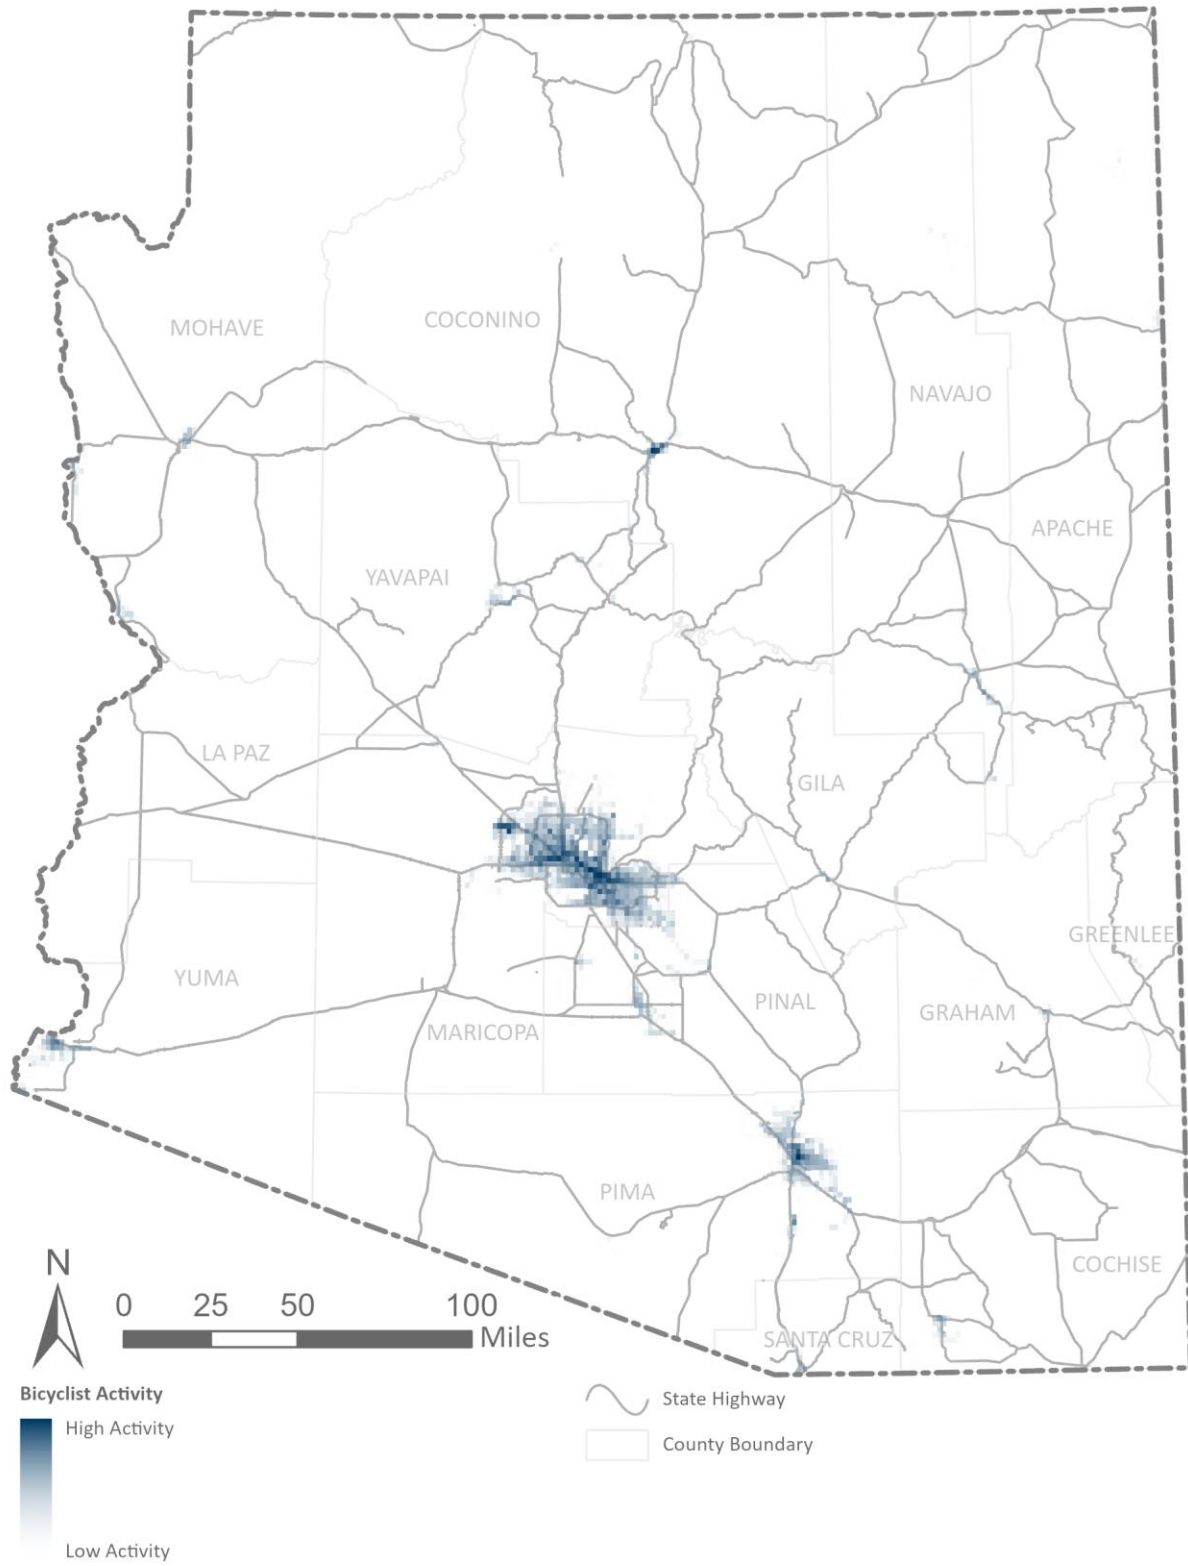 COCONINO
MOHAVE
NAVAJO
APACHE
YAVAPAI
LA PAZ
GILA
GREENLEE
YUMA
PINAL
GRAHAM
MARICOPA
PIMA
COCHISE
SANTA CRUZ
N
0 25 50 100
Miles
Bicyclist Activity
High Activity
Low Activity
State Highway
County Boundary